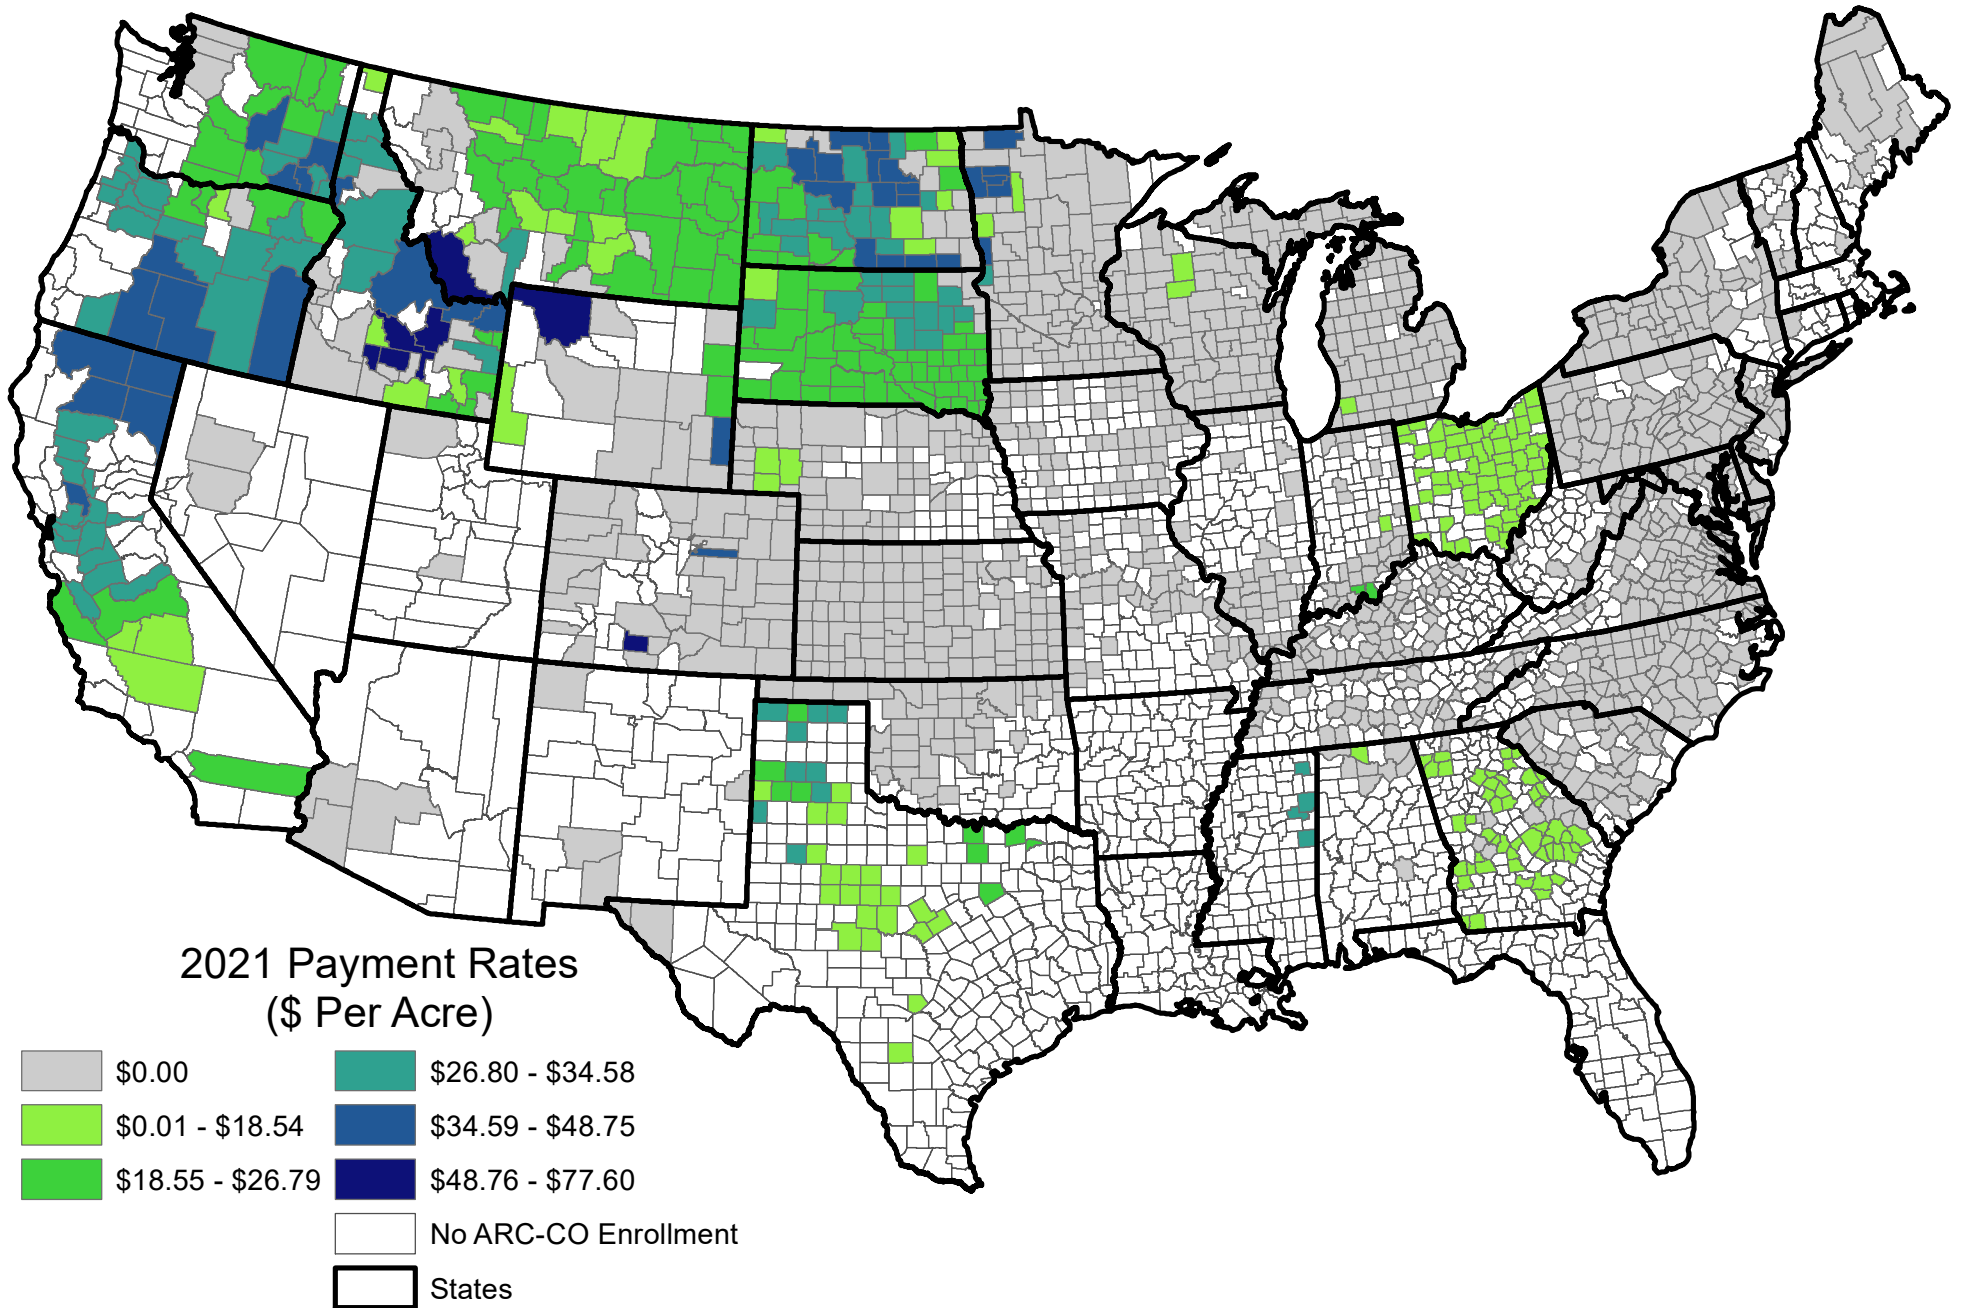 2021 Payment Rates
($ Per Acre)
$0.00
$0.01 - $18.54
$18.55 - $26.79
$26.80 - $34.58
$34.59 - $48.75
$48.76 - $77.60
No ARC-CO Enrollment
States